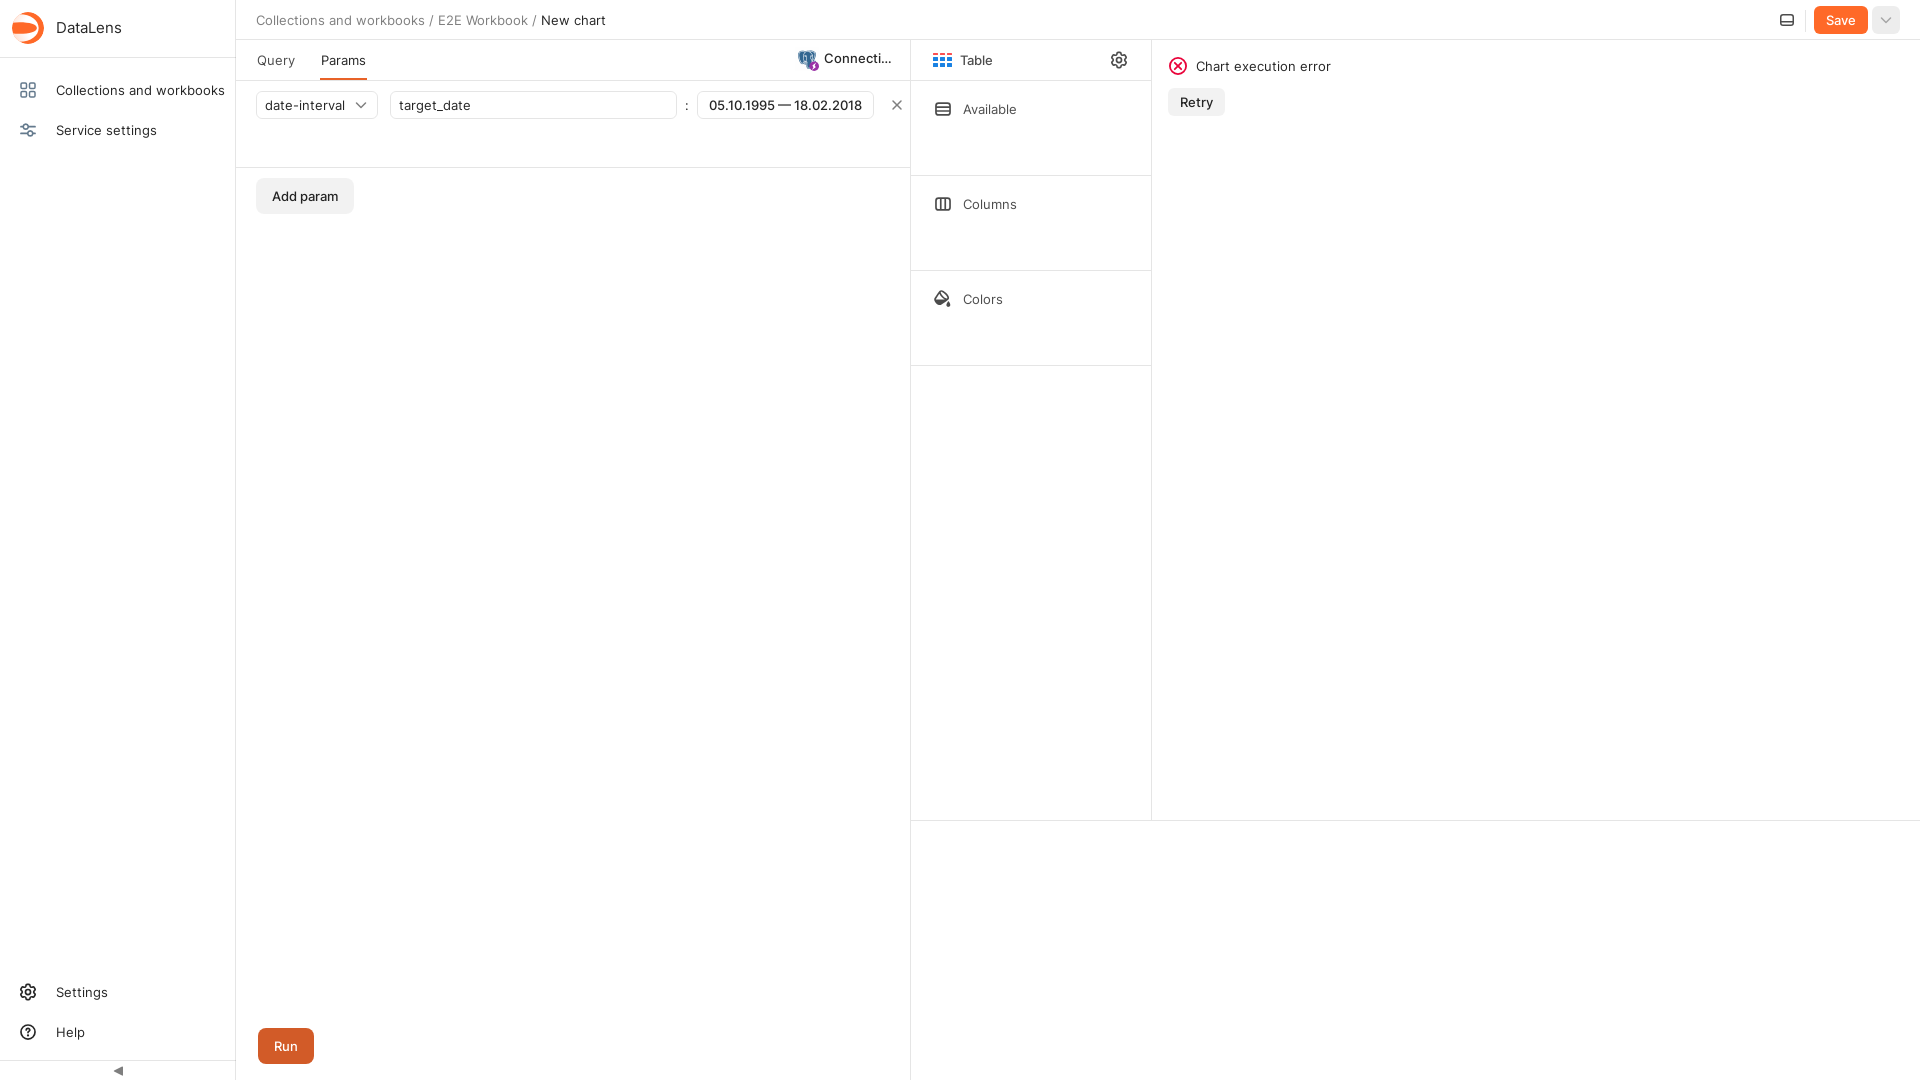 DataLens
Collections and workbooks
Service settings
Settings
Help
Collections and workbooks / E2E Workbook / New chart
Save
Query
Params
Connecti...
date-interval
target_date
:
05.10.1995 — 18.02.2018
Add param
Run
Table
Available
Columns
Colors
Chart execution error
Retry